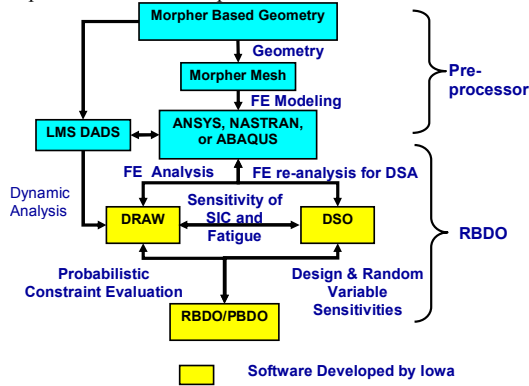 Morpher Based Geometry
Geometry
Morpher Mesh
FE Modeling
Pre-
processor
LMS DADS
ANSYS, NASTRAN,
or ABAQUS
FE Analysis
FE re-analysis for DSA
Dynamic
Analysis
DRAW
Sensitivity of
SIC and
Fatigue
DSO
RBDO
Probabilistic
Constraint Evaluation
Design & Random
Variable
Sensitivities
RBDO/PBDO
Software Developed by Iowa